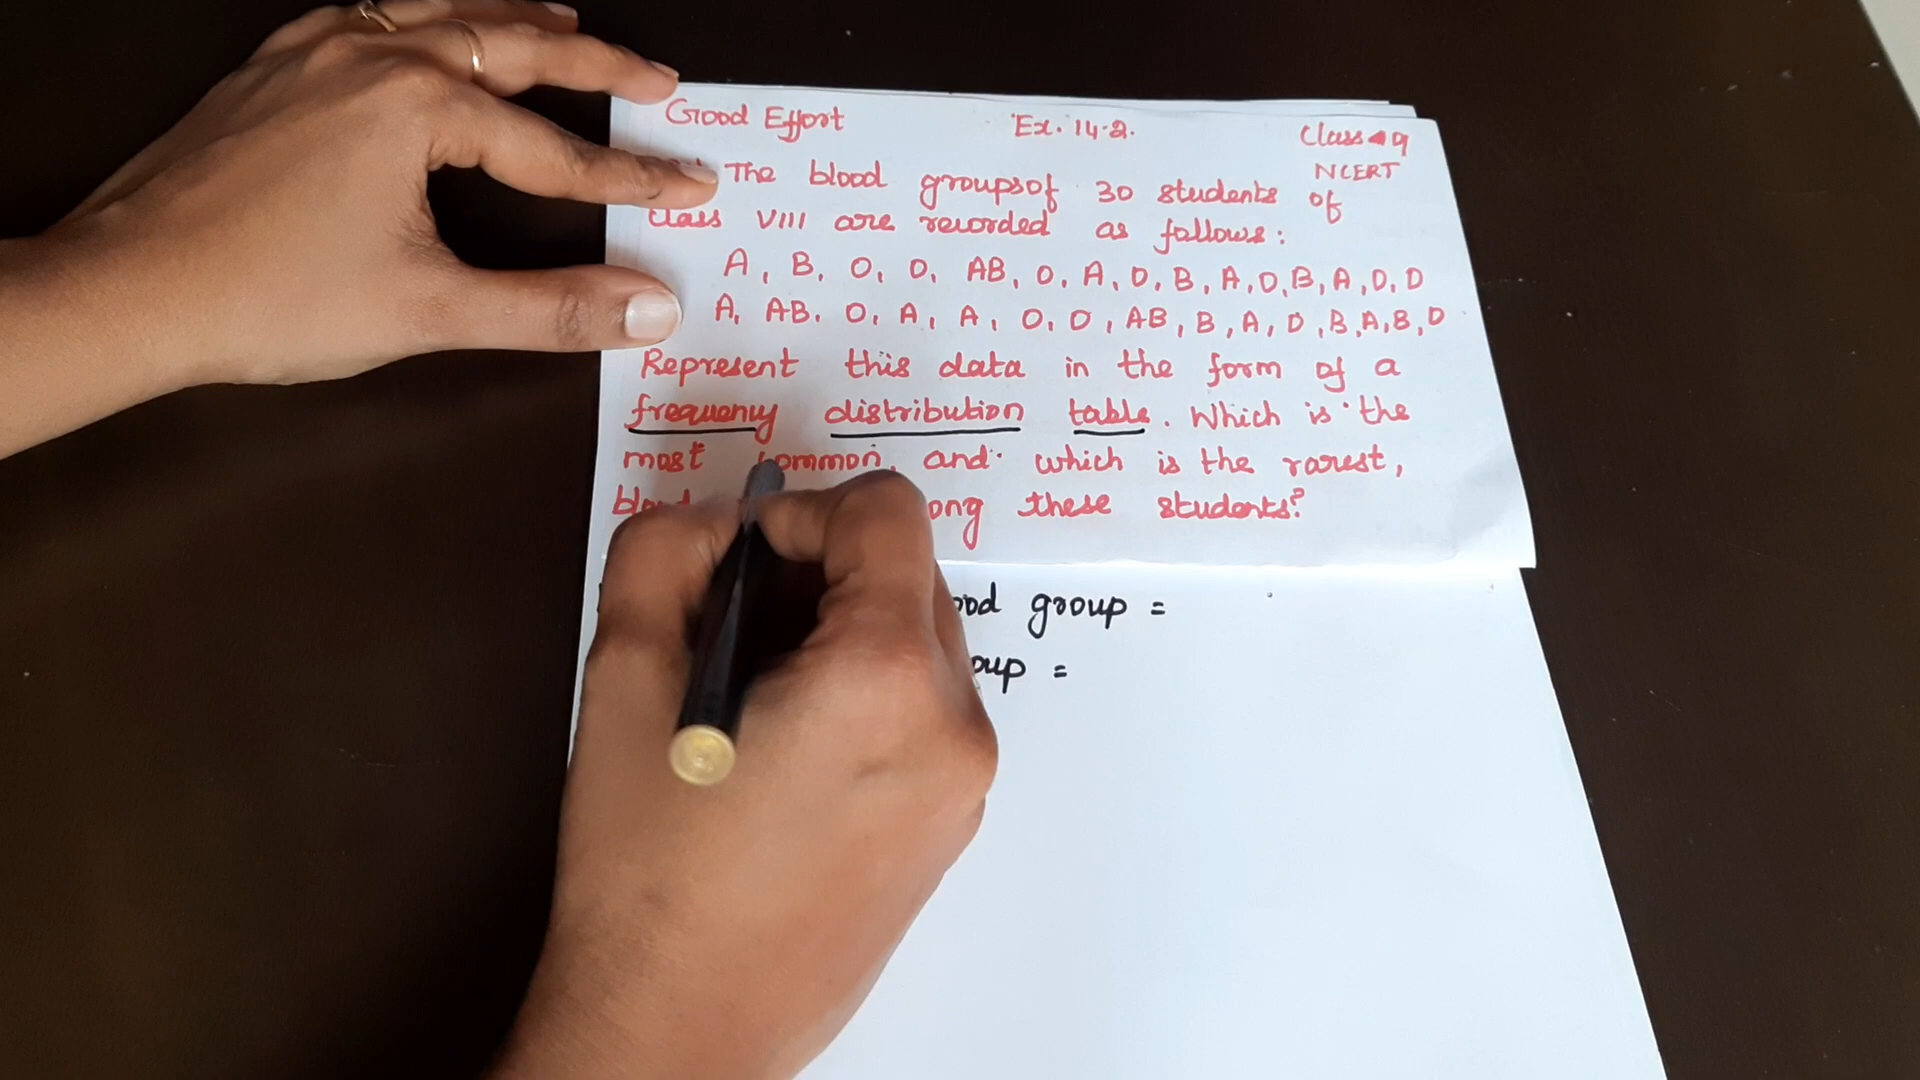 Good Effort Ex. 14.2. Class 9
NCERT
The blood groups of 30 students of
class VIII are recorded as follows:
A, B, O, O, AB, O, A, O, B, A, O, B, A, O, O
A, AB, O, A, A, O, O, AB, B, A, O, B, A, B, O
Represent this data in the form of a
frequency distribution table. Which is the
most common, and which is the rarest,
these students?
group =
=